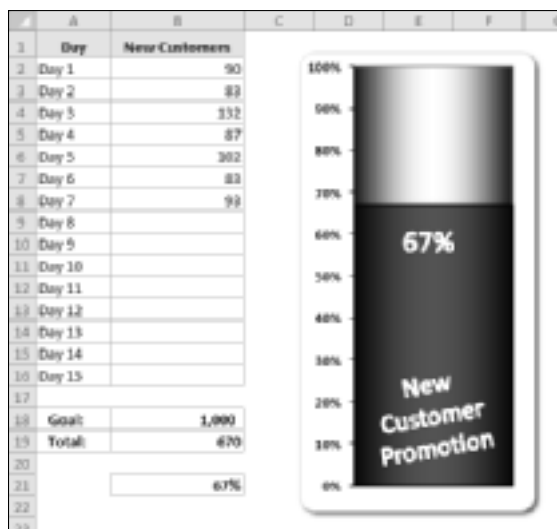 A B C D E F
1 Day New Customers
2 Day 1 90
3 Day 2 83
4 Day 3 132
5 Day 4 87
6 Day 5 102
7 Day 6 83
8 Day 7 93
9 Day 8
10 Day 9
11 Day 10
12 Day 11
13 Day 12
14 Day 13
15 Day 14
16 Day 15
17
18 Goal: 1,000
19 Total: 670
20
21 67%
22
100%
90%
80%
70%
60%
50%
40%
30%
20%
10%
0%
67%
New
Customer
Promotion